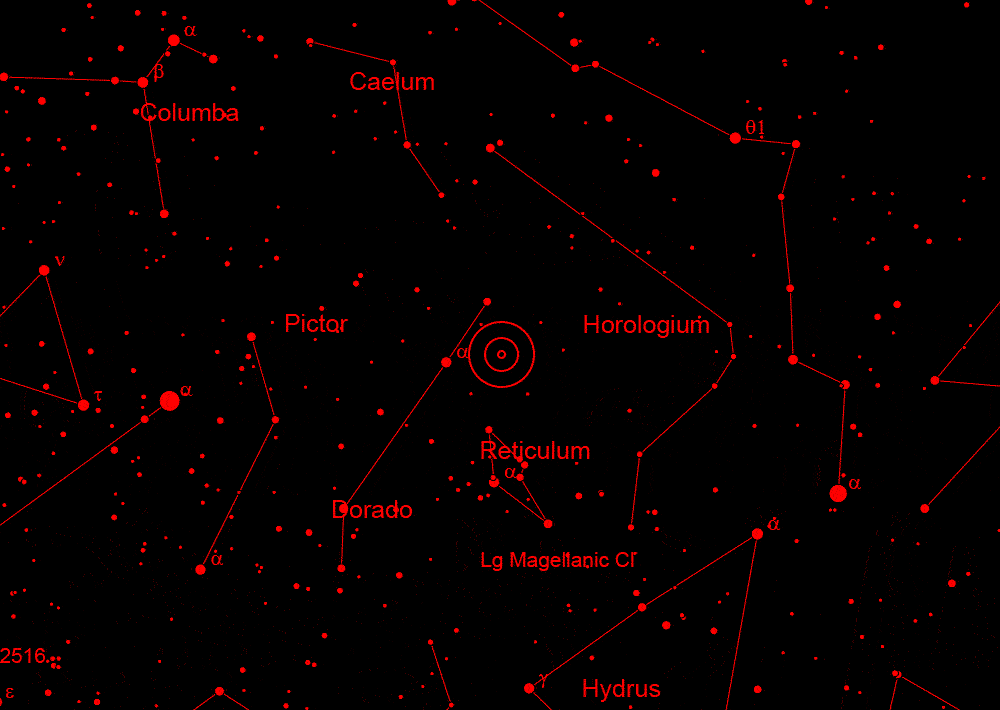 α
β
Caelum
Columba
θ1
ν
Pictor
Horologium
α
τ
α
Reticulum
α
α
Dorado
α
α
Lg Magellanic Cl
2516
γ
Hydrus
ε